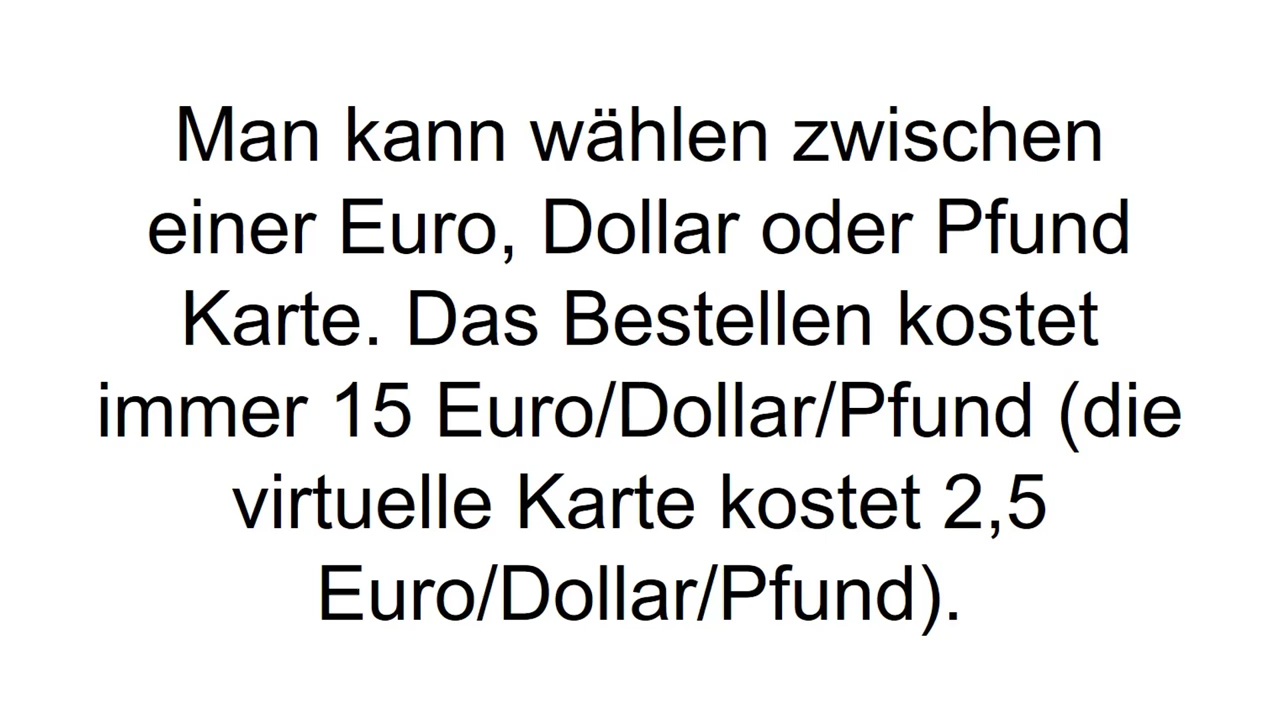 Man kann wählen zwischen
einer Euro, Dollar oder Pfund
Karte. Das Bestellen kostet
immer 15 Euro/Dollar/Pfund (die
virtuelle Karte kostet 2,5
Euro/Dollar/Pfund).